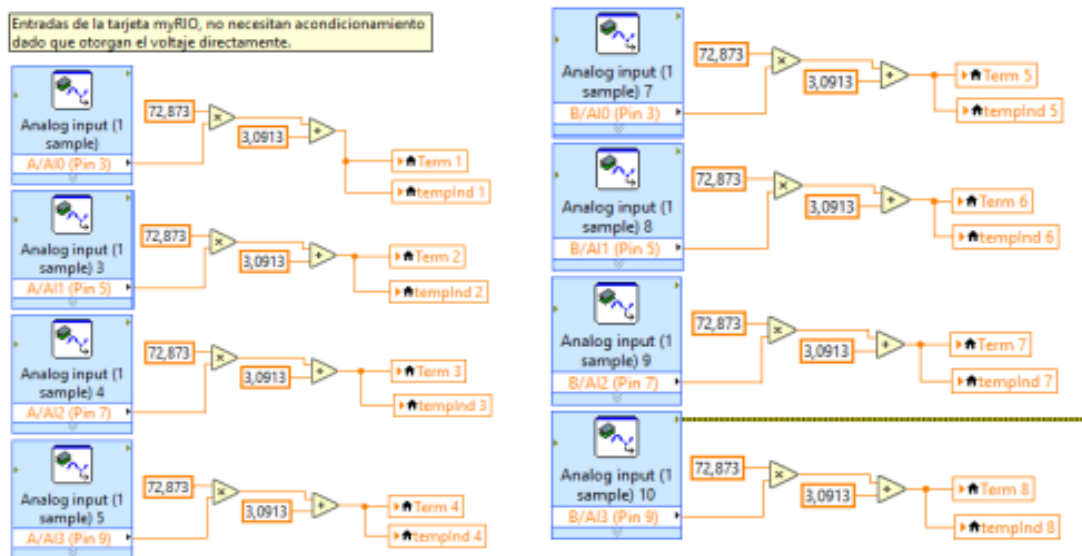 Entradas de la tarjeta myRIO, no necesitan acondicionamiento
dado que otorgan el voltaje directamente.
Analog input (1
sample)
A/AI0 (Pin 3)
72,873
3,0913
Term 1
tempInd 1
Analog input (1
sample) 3
A/AI1 (Pin 5)
72,873
3,0913
Term 2
tempInd 2
Analog input (1
sample) 4
A/AI2 (Pin 7)
72,873
3,0913
Term 3
tempInd 3
Analog input (1
sample) 5
A/AI3 (Pin 9)
72,873
3,0913
Term 4
tempInd 4
Analog input (1
sample) 7
B/AI0 (Pin 3)
72,873
3,0913
Term 5
tempInd 5
Analog input (1
sample) 8
B/AI1 (Pin 5)
72,873
3,0913
Term 6
tempInd 6
Analog input (1
sample) 9
B/AI2 (Pin 7)
72,873
3,0913
Term 7
tempInd 7
Analog input (1
sample) 10
B/AI3 (Pin 9)
72,873
3,0913
Term 8
tempInd 8